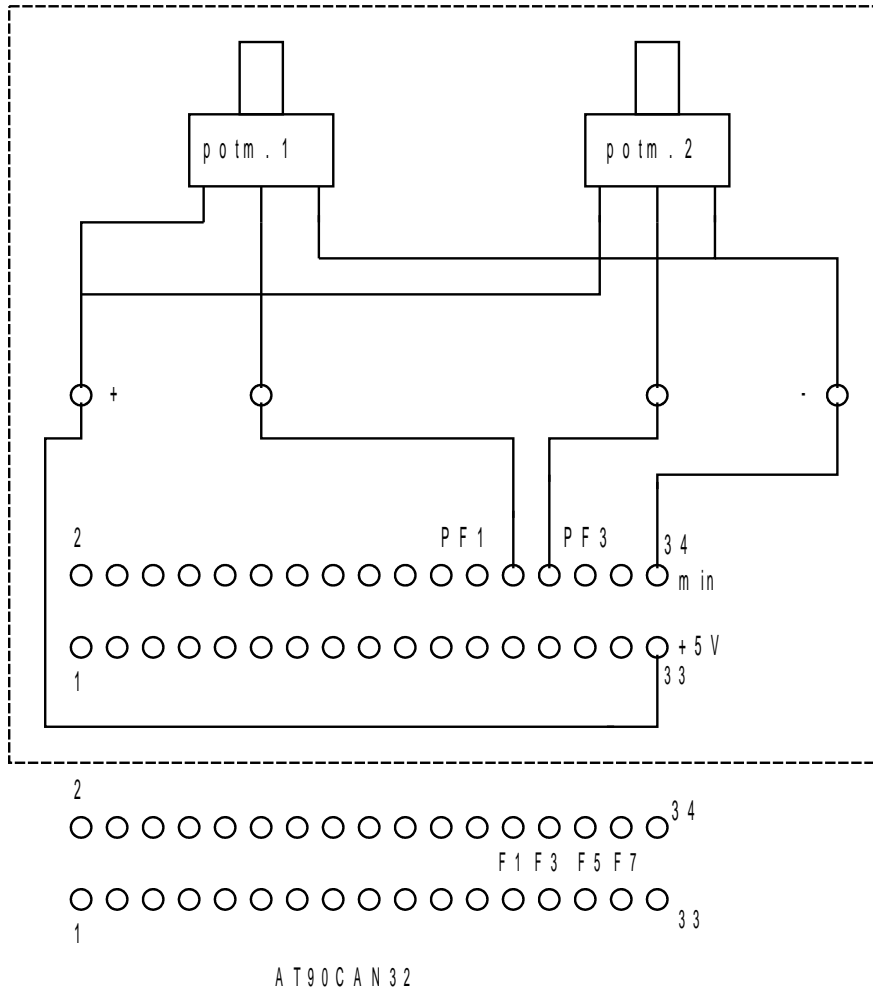 potm. 1 potm. 2
+ -
2 PF1 PF3 34
min
+5V
1 33
2 34
F1 F3 F5 F7
1 33
AT90CAN32